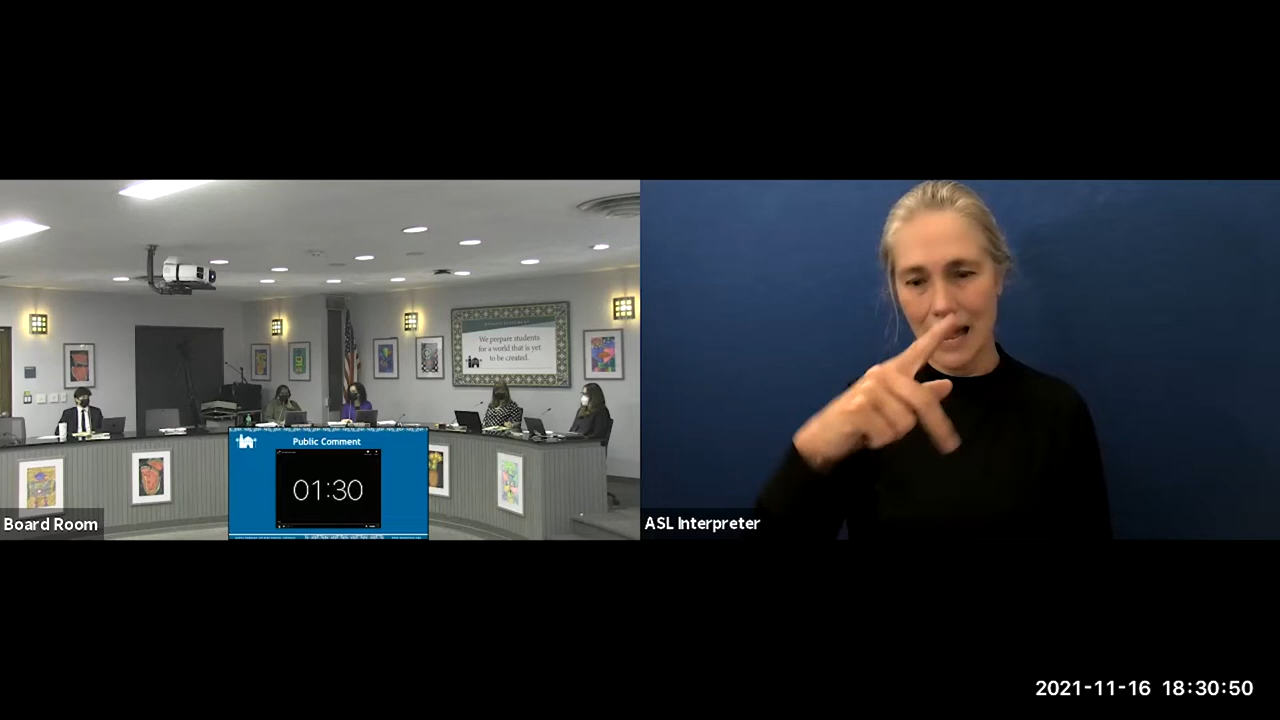 We prepare students
for a world that is yet
to be created.
Public Comment
01:30
Board Room
ASL Interpreter
2021-11-16 18:30:50